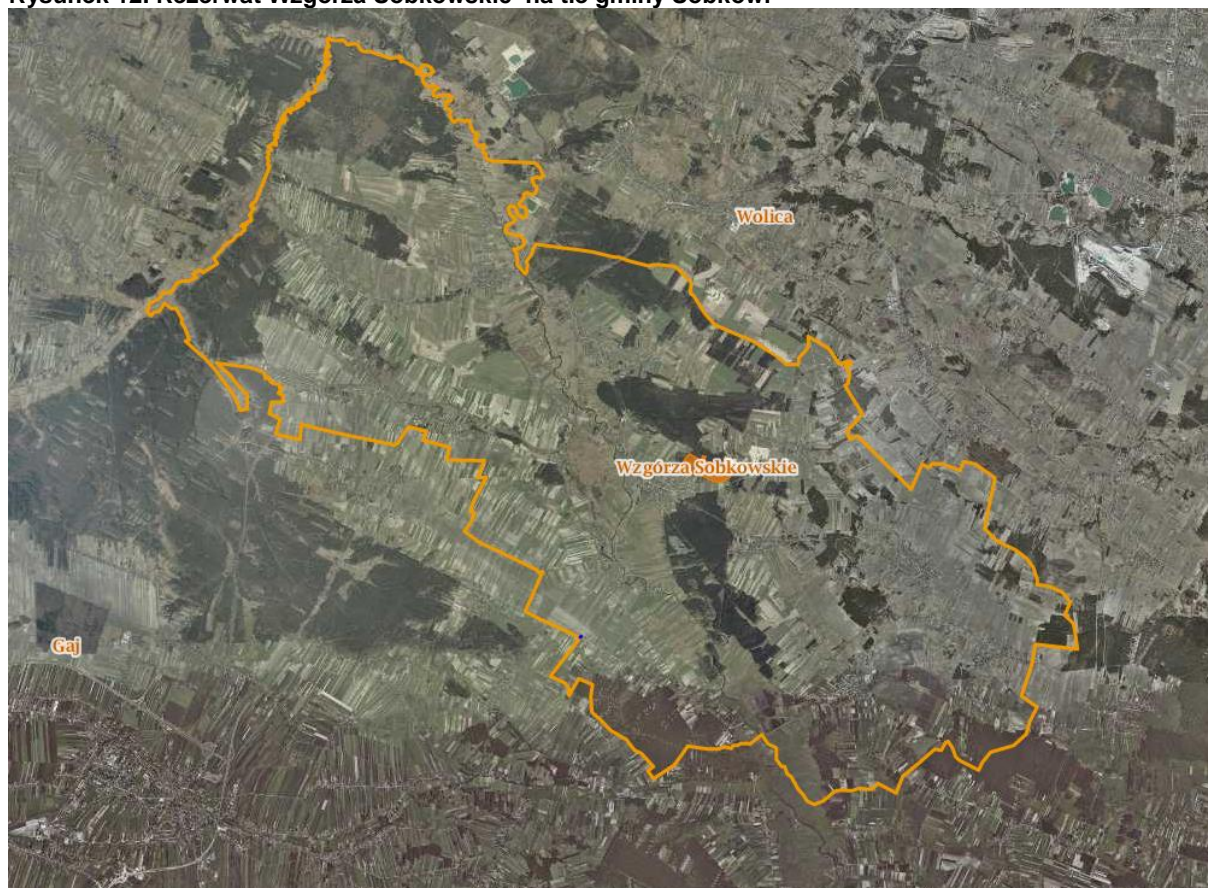 Rysunek 12. Rezerwat Wzgórza Sobkowskie na tle gminy Sobków.
Wolica
Wzgórza Sobkowskie
Gaj